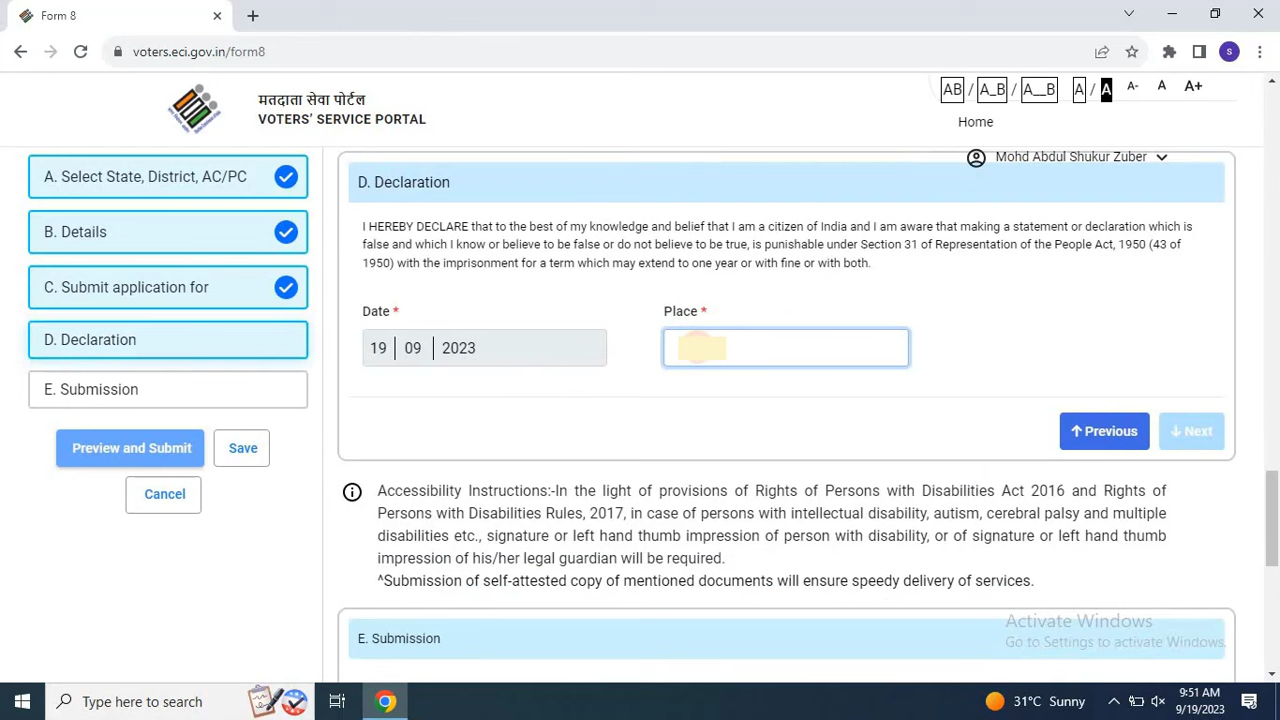 Form 8
voters.eci.gov.in/form8
S
मतदाता सेवा पोर्टल
VOTERS' SERVICE PORTAL
AB / A_B / A__B A / A A- A A+
Home
Mohd Abdul Shukur Zuber
A. Select State, District, AC/PC
B. Details
C. Submit application for
D. Declaration
E. Submission
Preview and Submit
Save
Cancel
D. Declaration
I HEREBY DECLARE that to the best of my knowledge and belief that I am a citizen of India and I am aware that making a statement or declaration which is
false and which I know or believe to be false or do not believe to be true, is punishable under Section 31 of Representation of the People Act, 1950 (43 of
1950) with the imprisonment for a term which may extend to one year or with fine or with both.
Date *
Place *
19 09 2023
Previous
Next
Accessibility Instructions:-In the light of provisions of Rights of Persons with Disabilities Act 2016 and Rights of
Persons with Disabilities Rules, 2017, in case of persons with intellectual disability, autism, cerebral palsy and multiple
disabilities etc., signature or left hand thumb impression of person with disability, or of signature or left hand thumb
impression of his/her legal guardian will be required.
^Submission of self-attested copy of mentioned documents will ensure speedy delivery of services.
E. Submission
Activate Windows
Go to Settings to activate Windows.
Type here to search
31°C Sunny
9:51 AM
9/19/2023